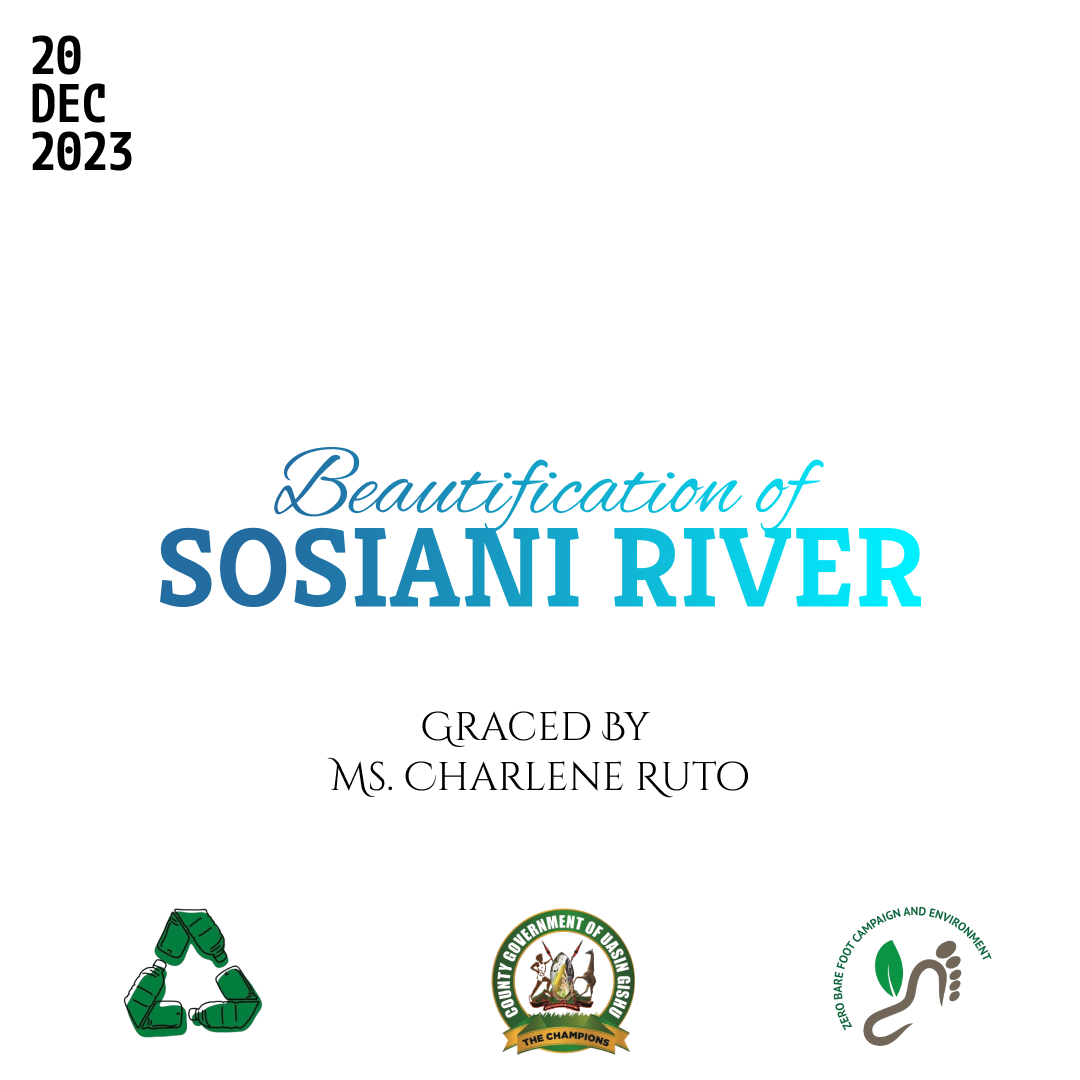 20
DEC
2023
Beautification of
SOSIANI RIVER
GRACED BY
MS. CHARLENE RUTO
COUNTY GOVERNMENT OF UASIN GISHU
THE CHAMPIONS
ZERO BARE FOOT CAMPAIGN AND ENVIRONMENT